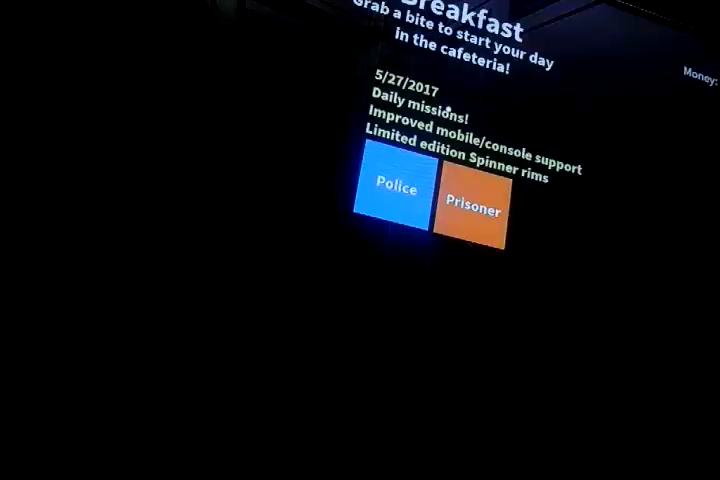 Breakfast
Grab a bite to start your day
in the cafeteria!
Money:
5/27/2017
Daily missions!
Improved mobile/console support
Limited edition Spinner rims
Police
Prisoner